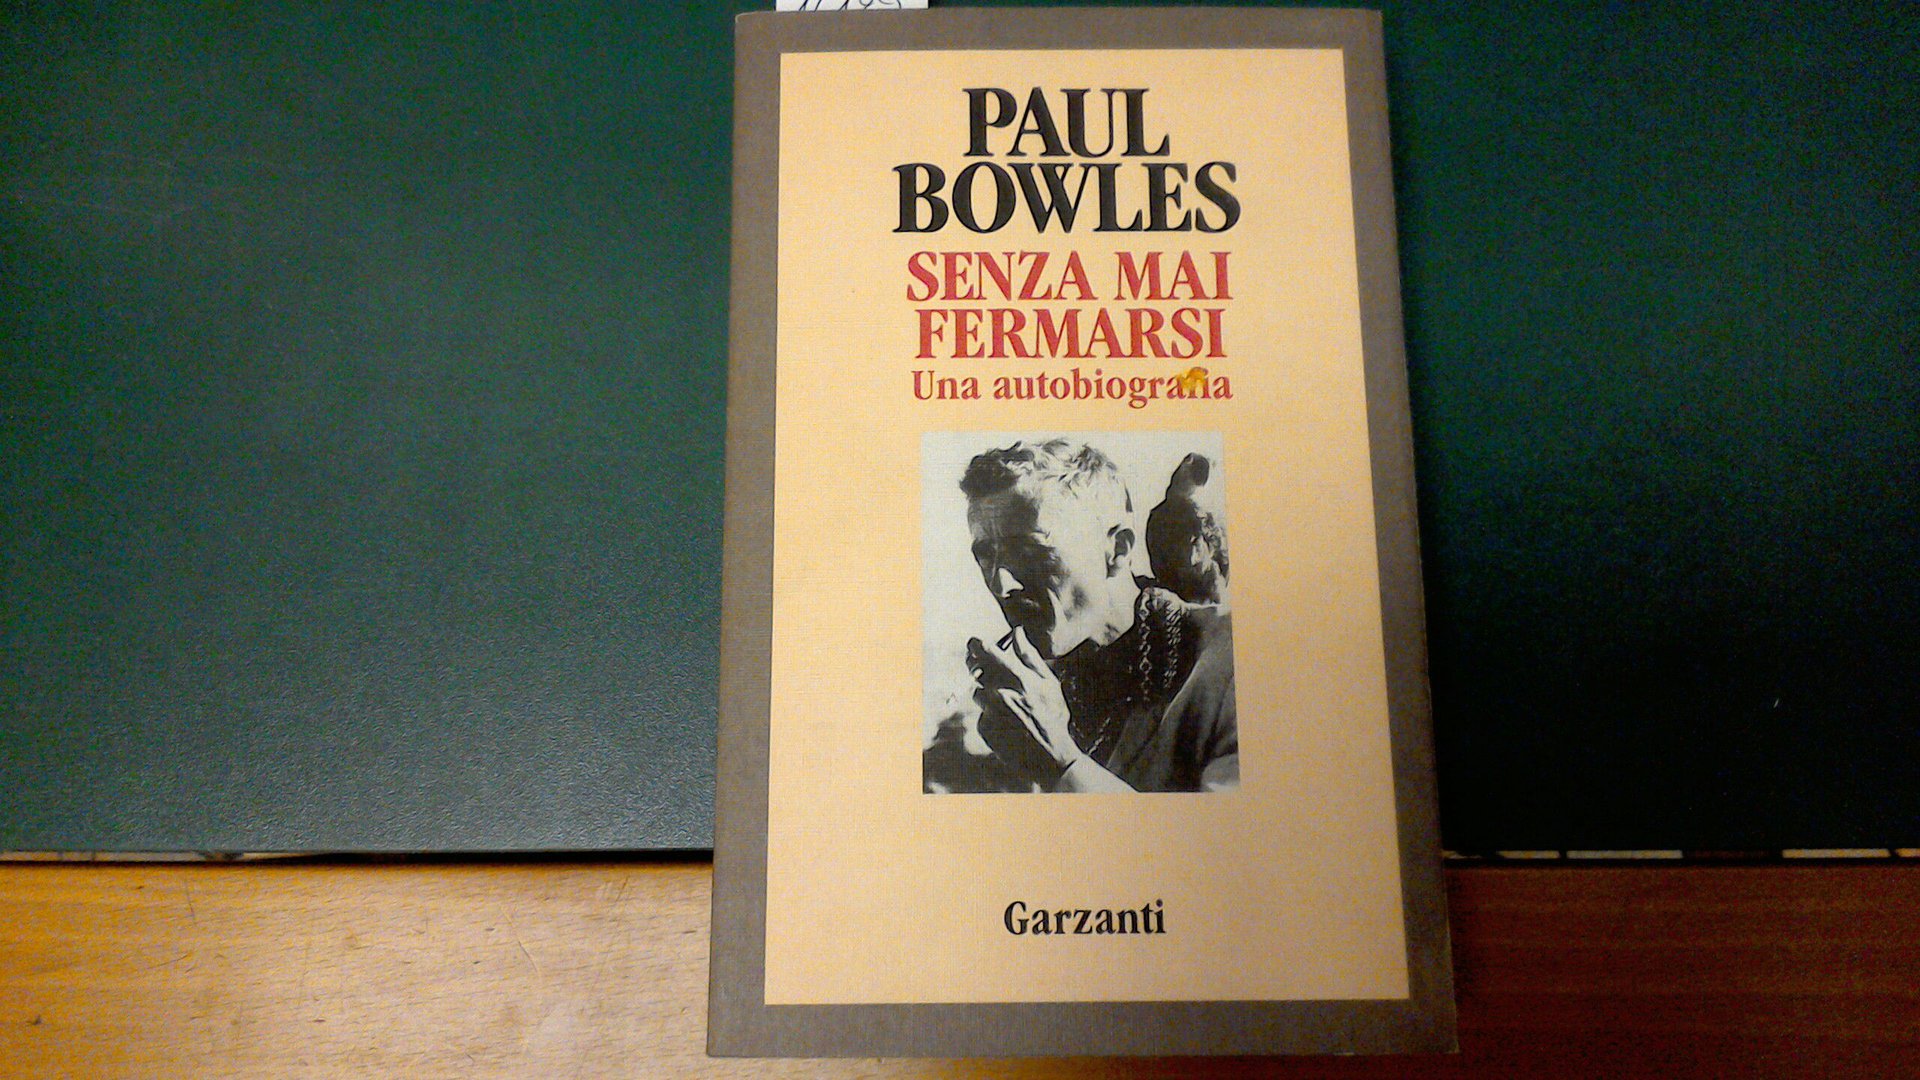 PAUL
BOWLES
SENZA MAI
FERMARSI
Una autobiografia
Garzanti